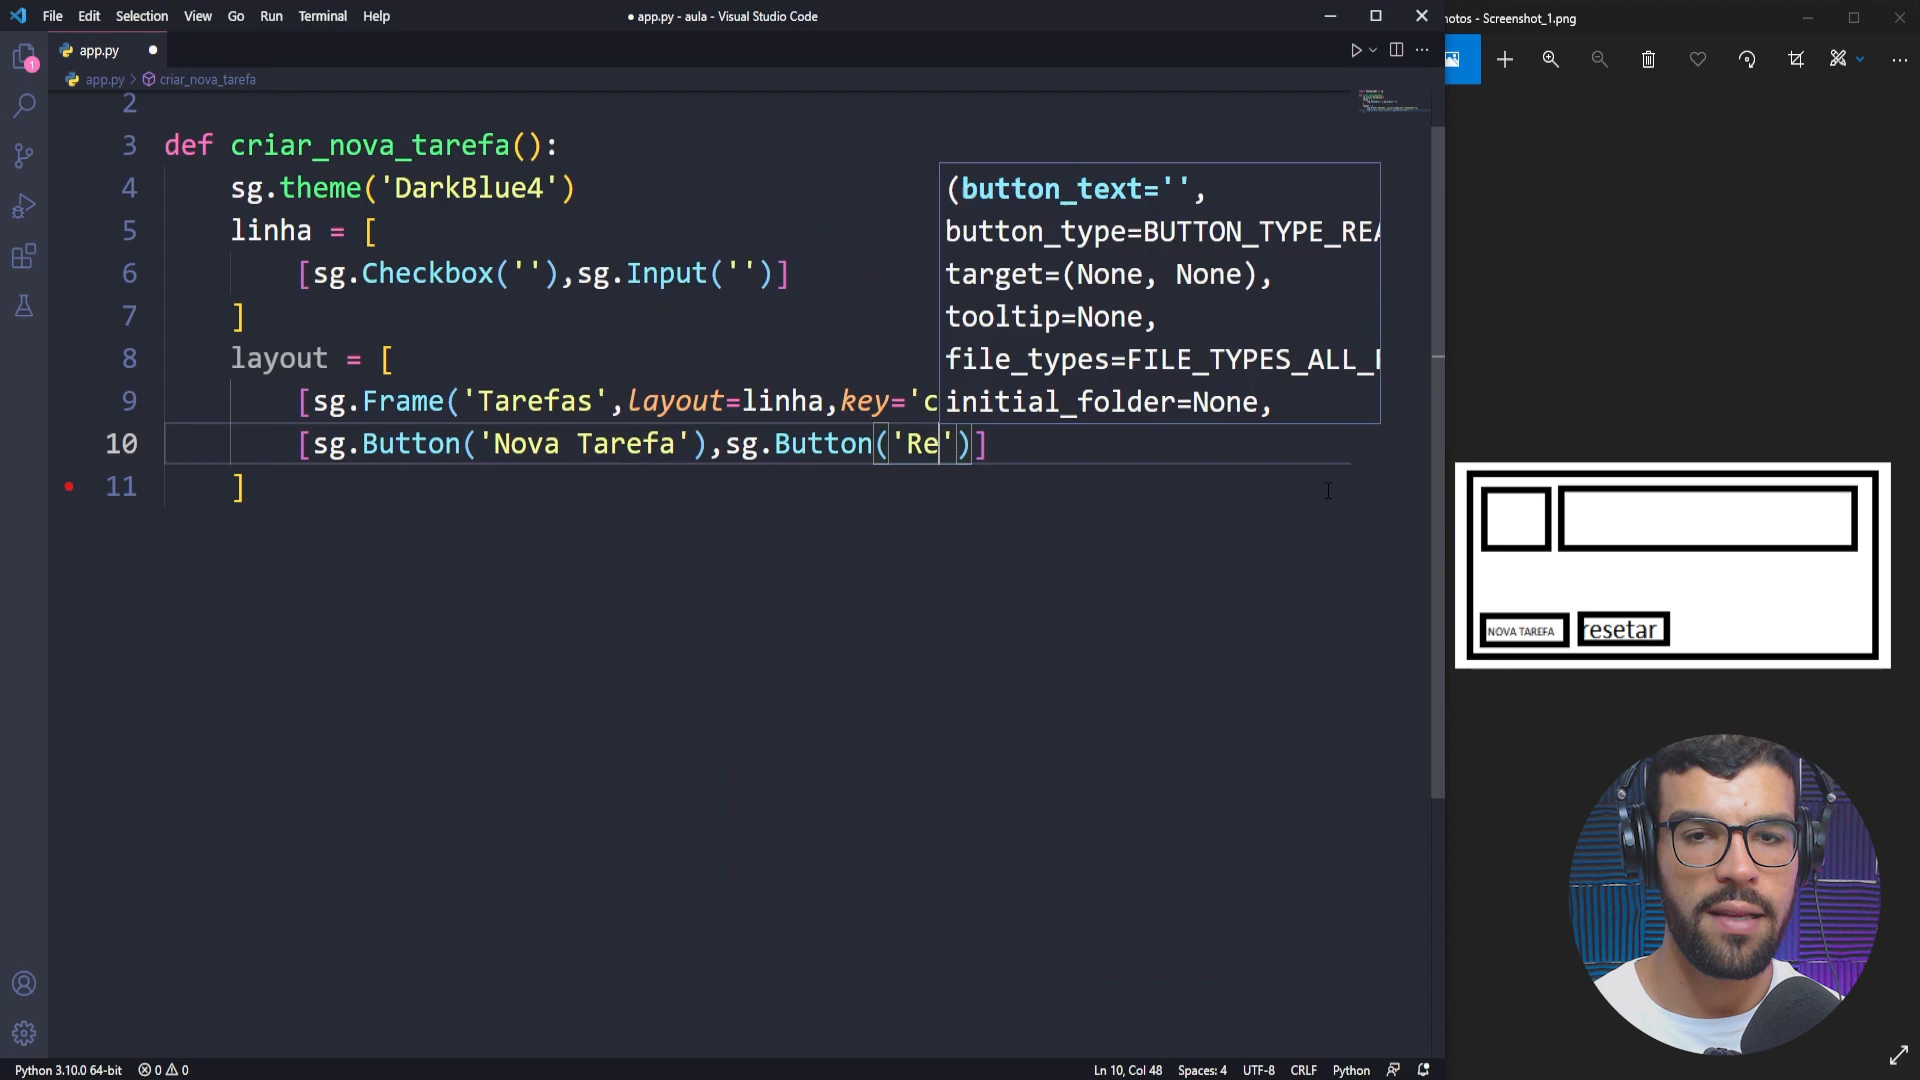 File Edit Selection View Go Run Terminal Help
● app.py - aula - Visual Studio Code
otos - Screenshot_1.png
app.py
app.py > criar_nova_tarefa
1
2
3 def criar_nova_tarefa():
4 sg.theme('DarkBlue4')
5 linha = [
6 [sg.Checkbox(''),sg.Input('')]
7 ]
8 layout = [
9 [sg.Frame('Tarefas',layout=linha,key='c
10 [sg.Button('Nova Tarefa'),sg.Button('Re')]
11 ]
(button_text='',
button_type=BUTTON_TYPE_REA
target=(None, None),
tooltip=None,
file_types=FILE_TYPES_ALL_F
initial_folder=None,
NOVA TAREFA
resetar
Python 3.10.0 64-bit 0 0
Ln 10, Col 48 Spaces: 4 UTF-8 CRLF Python